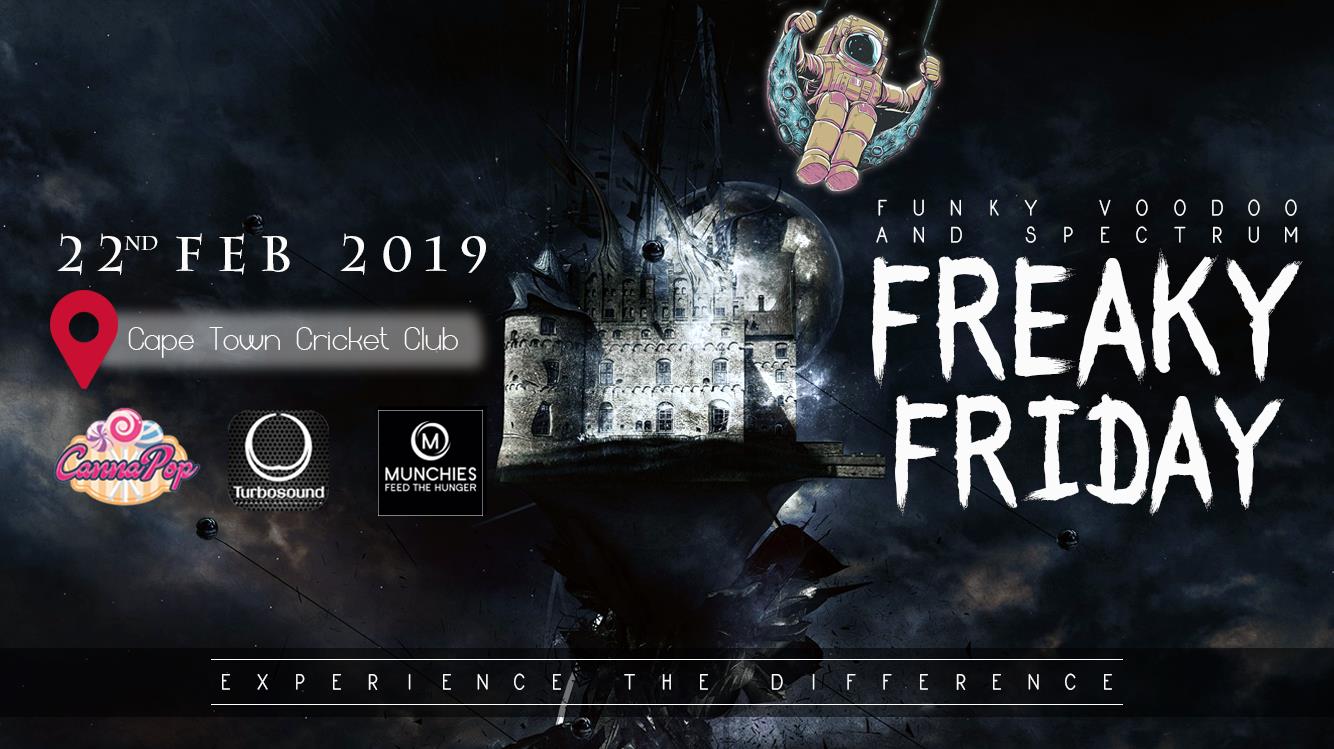 22ND FEB 2019
Cape Town Cricket Club
CannaPop
Turbosound
M
MUNCHIES
FEED THE HUNGER
FUNKY VOODOO
AND SPECTRUM
FREAKY
FRIDAY
EXPERIENCE THE DIFFERENCE